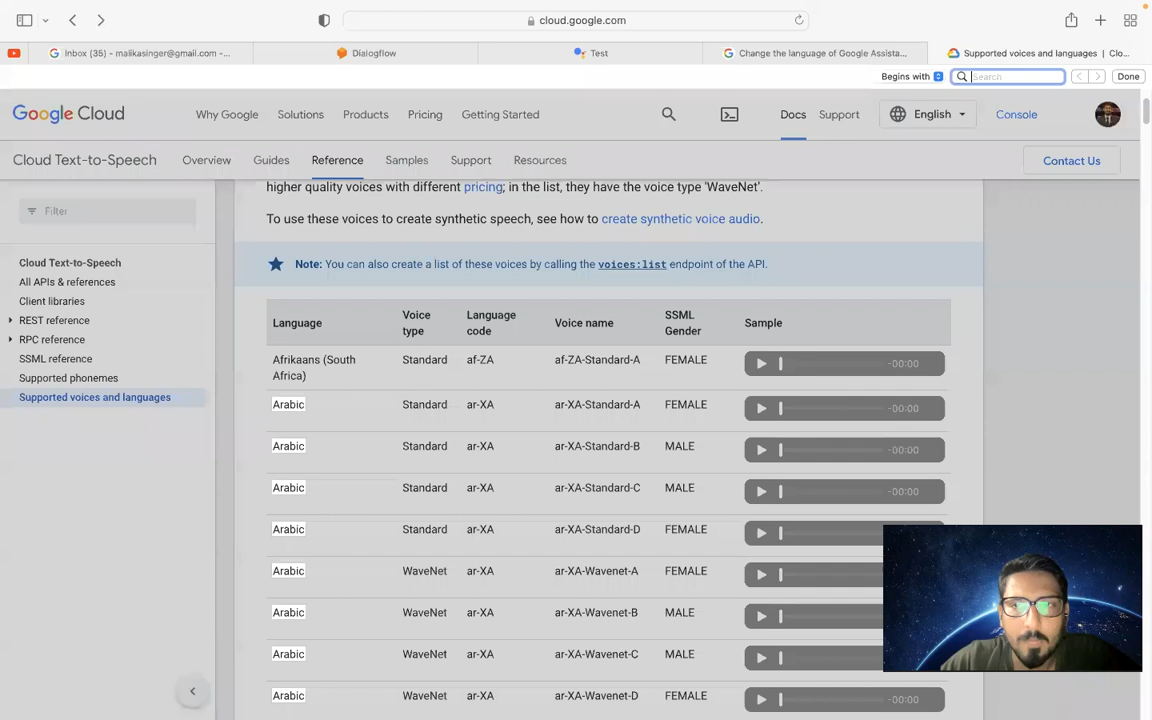 cloud.google.com
Inbox (35) - malikasinger@gmail.com -...
Dialogflow
Test
Change the language of Google Assista...
Supported voices and languages | Clo...
Begins with
Search
Done
Google Cloud
Why Google
Solutions
Products
Pricing
Getting Started
Docs
Support
English
Console
Cloud Text-to-Speech
Overview
Guides
Reference
Samples
Support
Resources
Contact Us
Filter
Cloud Text-to-Speech
All APIs & references
Client libraries
REST reference
RPC reference
SSML reference
Supported phonemes
Supported voices and languages
higher quality voices with different pricing; in the list, they have the voice type 'WaveNet'.
To use these voices to create synthetic speech, see how to create synthetic voice audio.
Note: You can also create a list of these voices by calling the voices:list endpoint of the API.
Language Voice type Language code Voice name SSML Gender Sample
Afrikaans (South Africa) Standard af-ZA af-ZA-Standard-A FEMALE -00:00
Arabic Standard ar-XA ar-XA-Standard-A FEMALE -00:00
Arabic Standard ar-XA ar-XA-Standard-B MALE -00:00
Arabic Standard ar-XA ar-XA-Standard-C MALE -00:00
Arabic Standard ar-XA ar-XA-Standard-D FEMALE
Arabic WaveNet ar-XA ar-XA-Wavenet-A FEMALE
Arabic WaveNet ar-XA ar-XA-Wavenet-B MALE
Arabic WaveNet ar-XA ar-XA-Wavenet-C MALE
Arabic WaveNet ar-XA ar-XA-Wavenet-D FEMALE -00:00